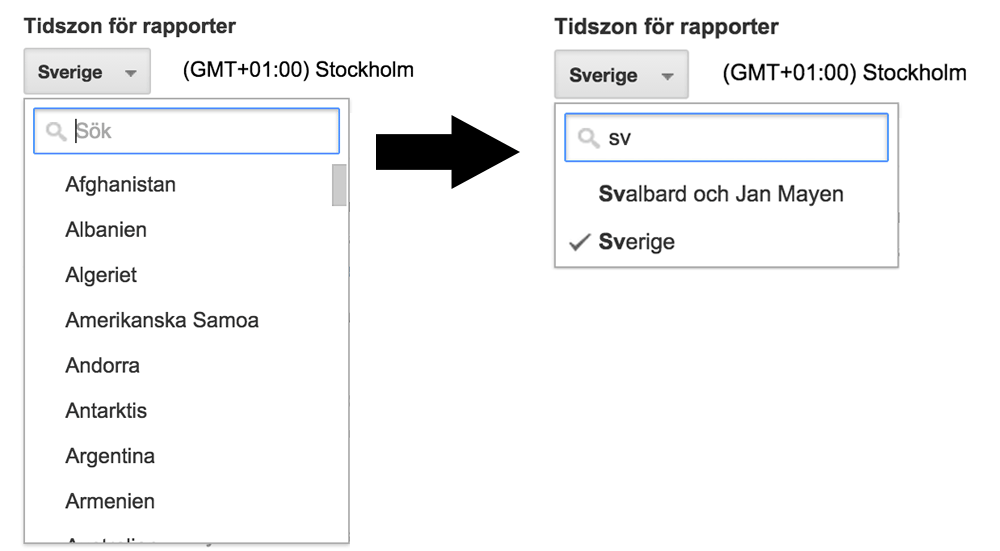 Tidszon för rapporter
Sverige
(GMT+01:00) Stockholm
Sök
Afghanistan
Albanien
Algeriet
Amerikanska Samoa
Andorra
Antarktis
Argentina
Armenien
Tidszon för rapporter
Sverige
(GMT+01:00) Stockholm
sv
Svalbard och Jan Mayen
Sverige